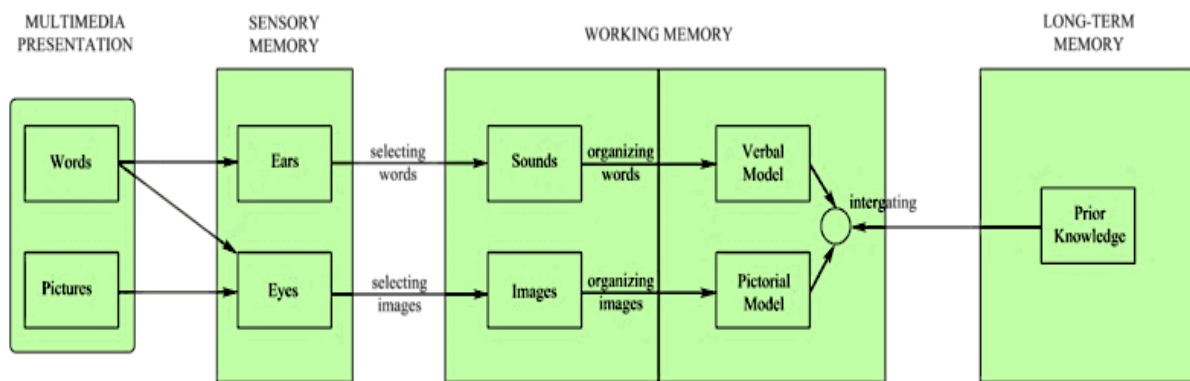 MULTIMEDIA
PRESENTATION
SENSORY
MEMORY
WORKING MEMORY
LONG-TERM
MEMORY
Words
Ears
selecting
words
Sounds
organizing
words
Verbal
Model
intergating
Prior
Knowledge
Pictures
Eyes
selecting
images
Images
organizing
images
Pictorial
Model